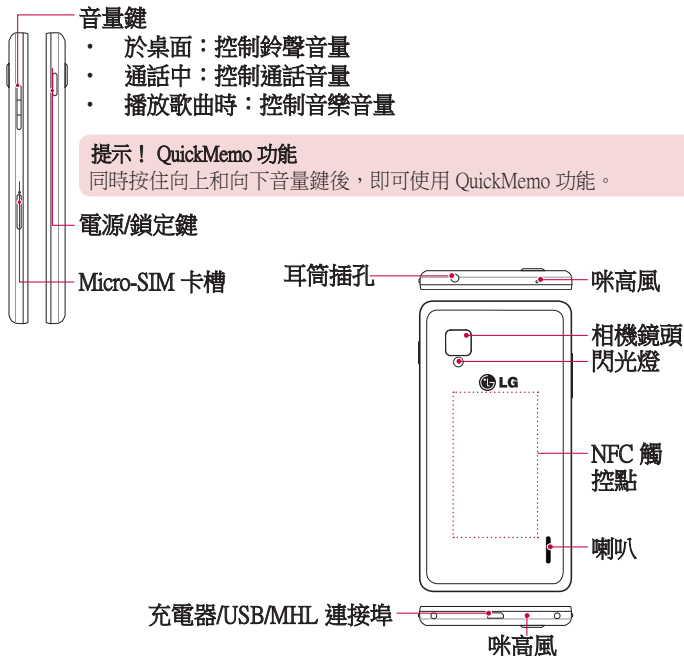 音量鍵
• 於桌面：控制鈴聲音量
• 通話中：控制通話音量
• 播放歌曲時：控制音樂音量
提示！ QuickMemo 功能
同時按住向上和向下音量鍵後，即可使用 QuickMemo 功能。
電源/鎖定鍵
Micro-SIM 卡槽
耳筒插孔
咪高風
相機鏡頭
閃光燈
LG
NFC 觸
控點
喇叭
充電器/USB/MHL 連接埠
咪高風